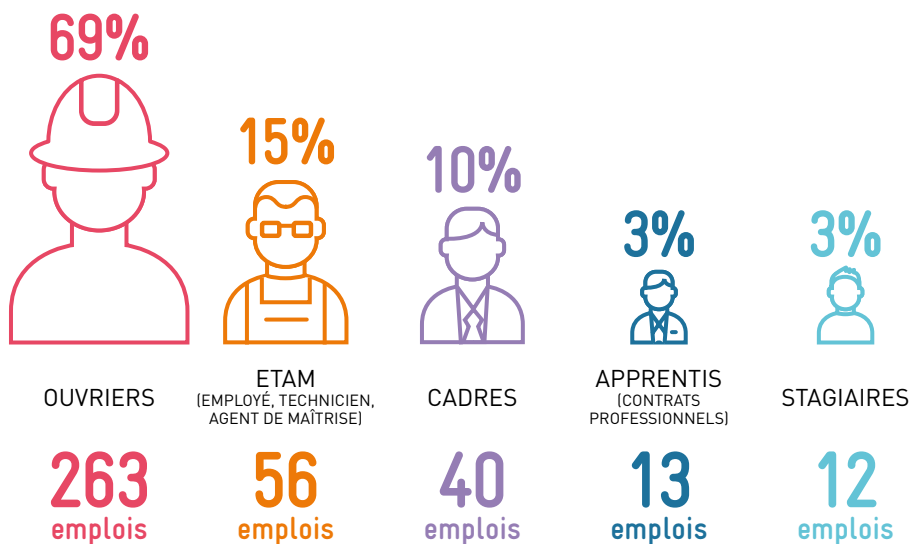 69%
15%
10%
3%
3%
OUVRIERS
ETAM
(EMPLOYÉ, TECHNICIEN,
AGENT DE MAÎTRISE)
CADRES
APPRENTIS
(CONTRATS
PROFESSIONNELS)
STAGIAIRES
263
emplois
56
emplois
40
emplois
13
emplois
12
emplois